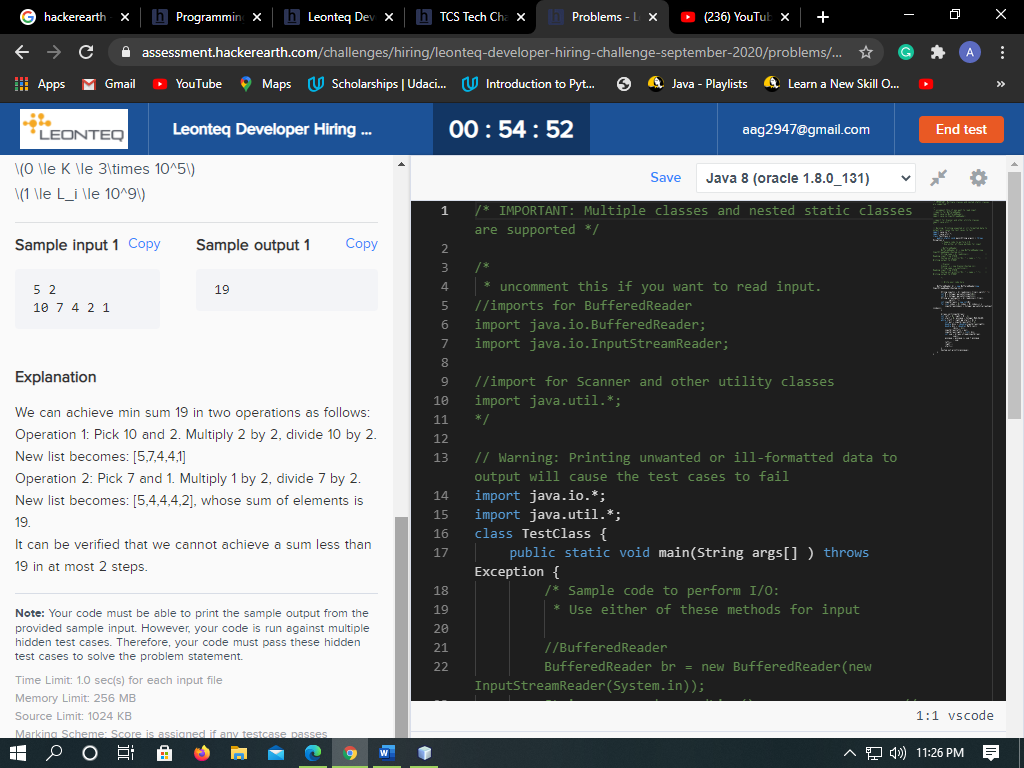 hackerearth
Programmin
Leonteq Dev
TCS Tech Cha
Problems - L
(236) YouTub
assessment.hackerearth.com/challenges/hiring/leonteq-developer-hiring-challenge-september-2020/problems/...
A
Apps
Gmail
YouTube
Maps
Scholarships | Udaci...
Introduction to Pyt...
Java - Playlists
Learn a New Skill O...
»
LEONTEQ
Leonteq Developer Hiring ...
00 : 54 : 52
aag2947@gmail.com
End test
\(0 \le K \le 3\times 10^5\)
\(1 \le L_i \le 10^9\)
Sample input 1 Copy
Sample output 1 Copy
5 2
10 7 4 2 1
19
Explanation
We can achieve min sum 19 in two operations as follows:
Operation 1: Pick 10 and 2. Multiply 2 by 2, divide 10 by 2.
New list becomes: [5,7,4,4,1]
Operation 2: Pick 7 and 1. Multiply 1 by 2, divide 7 by 2.
New list becomes: [5,4,4,4,2], whose sum of elements is
19.
It can be verified that we cannot achieve a sum less than
19 in at most 2 steps.
Note: Your code must be able to print the sample output from the
provided sample input. However, your code is run against multiple
hidden test cases. Therefore, your code must pass these hidden
test cases to solve the problem statement.
Time Limit: 1.0 sec(s) for each input file
Memory Limit: 256 MB
Source Limit: 1024 KB
Marking Scheme: Score is assigned if any testcase passes
Save
Java 8 (oracle 1.8.0_131)
1 /* IMPORTANT: Multiple classes and nested static classes
are supported */
2
3 /*
4 * uncomment this if you want to read input.
5 //imports for BufferedReader
6 import java.io.BufferedReader;
7 import java.io.InputStreamReader;
8
9 //import for Scanner and other utility classes
10 import java.util.*;
11 */
12
13 // Warning: Printing unwanted or ill-formatted data to
output will cause the test cases to fail
14 import java.io.*;
15 import java.util.*;
16 class TestClass {
17 public static void main(String args[] ) throws
Exception {
18 /* Sample code to perform I/O:
19 * Use either of these methods for input
20
21 //BufferedReader
22 BufferedReader br = new BufferedReader(new
InputStreamReader(System.in));
1:1 vscode
11:26 PM